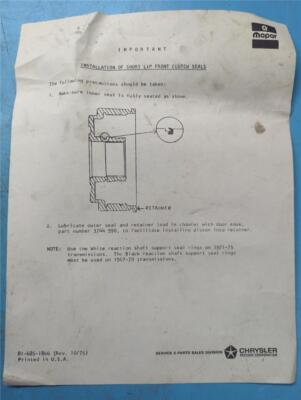 Mopar
IMPORTANT
INSTALLATION OF SHORT LIP FRONT CLUTCH SEALS
The following precautions should be taken:
1. Make sure inner seal is fully seated as shown.
RETAINER
2. Lubricate outer seal and retainer lead in chamfer with Door Ease,
part number 3744 390, to facilitate installing piston into retainer.
NOTE: Use the White reaction shaft support seal rings on 1971-75
transmissions. The Black reaction shaft support seal rings
must be used on 1967-70 transmissions.
81-685-1866 (Rev. 10/75)
Printed in U.S.A.
SERVICE & PARTS SALES DIVISION
CHRYSLER
MOTORS CORPORATION